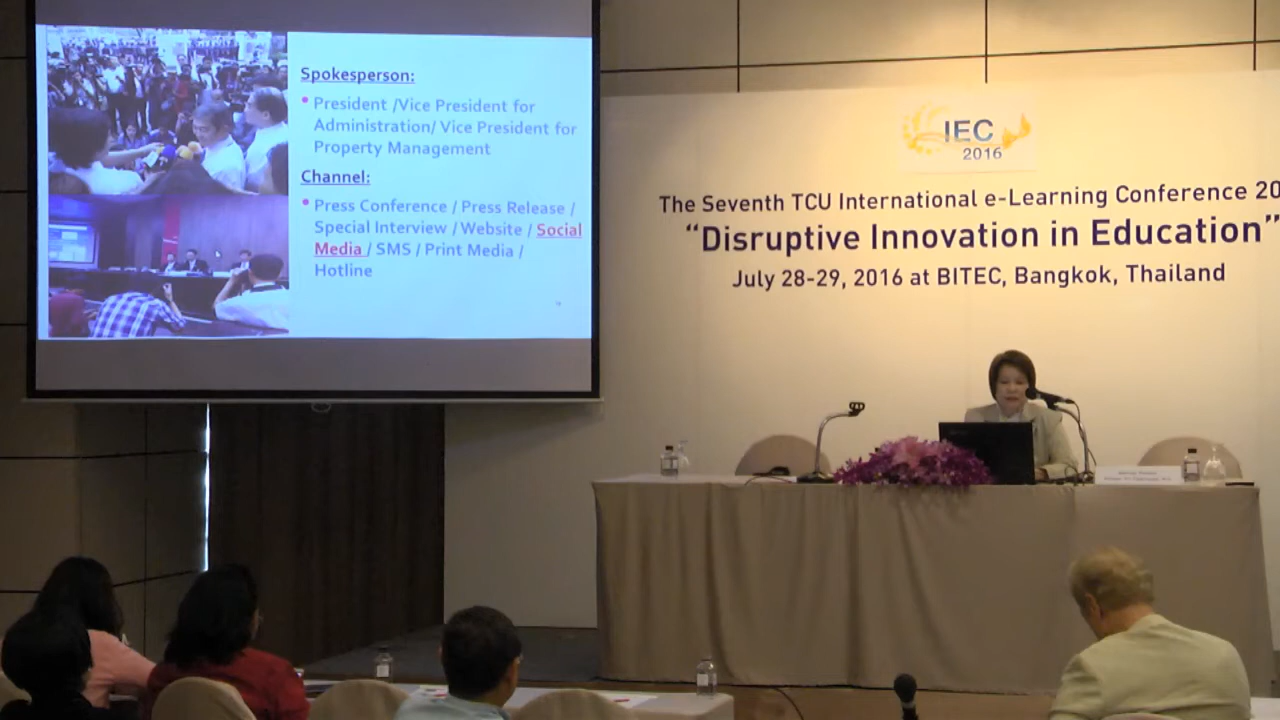 Spokesperson:
• President /Vice President for
Administration/ Vice President for
Property Management
Channel:
• Press Conference / Press Release /
Special Interview / Website / Social
Media / SMS / Print Media /
Hotline
IEC
2016
The Seventh TCU International e-Learning Conference 20
“Disruptive Innovation in Education”
July 28-29, 2016 at BITEC, Bangkok, Thailand